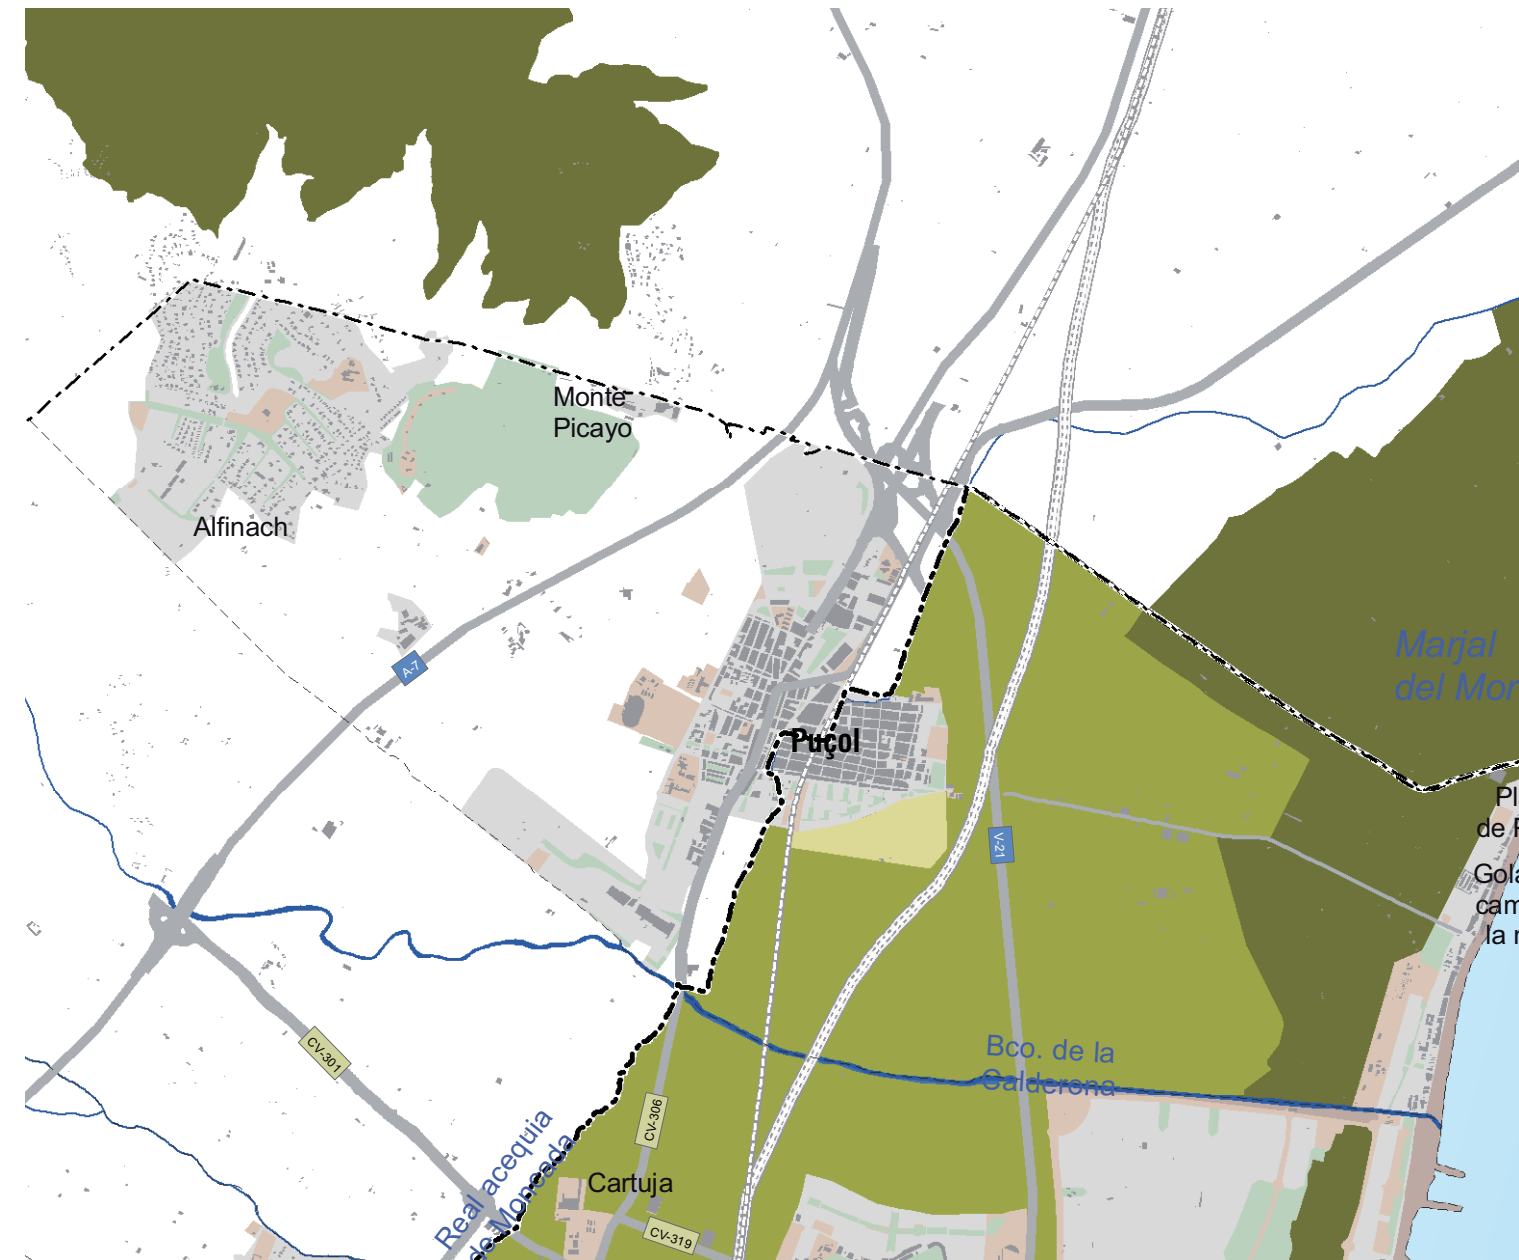 Monte
Picayo
Alfinach
A-7
Marjal
del Mor
Puçol
Pl
de P
V-21
Gola
cam
la r
CV-301
Bco. de la
Calderona
CV-306
Real acequia
de Moncada
Cartuja
CV-319